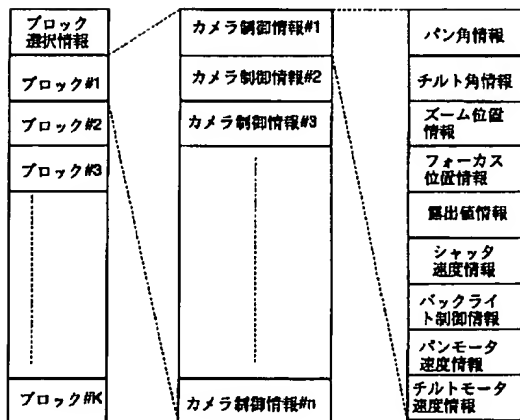 ブロック
選択情報
ブロック#1
ブロック#2
ブロック#3
ブロック#K
カメラ制御情報#1
カメラ制御情報#2
カメラ制御情報#3
カメラ制御情報#n
パン角情報
チルト角情報
ズーム位置
情報
フォーカス
位置情報
露出値情報
シャッタ
速度情報
バックライ
ト制御情報
パンモータ
速度情報
チルトモータ
速度情報